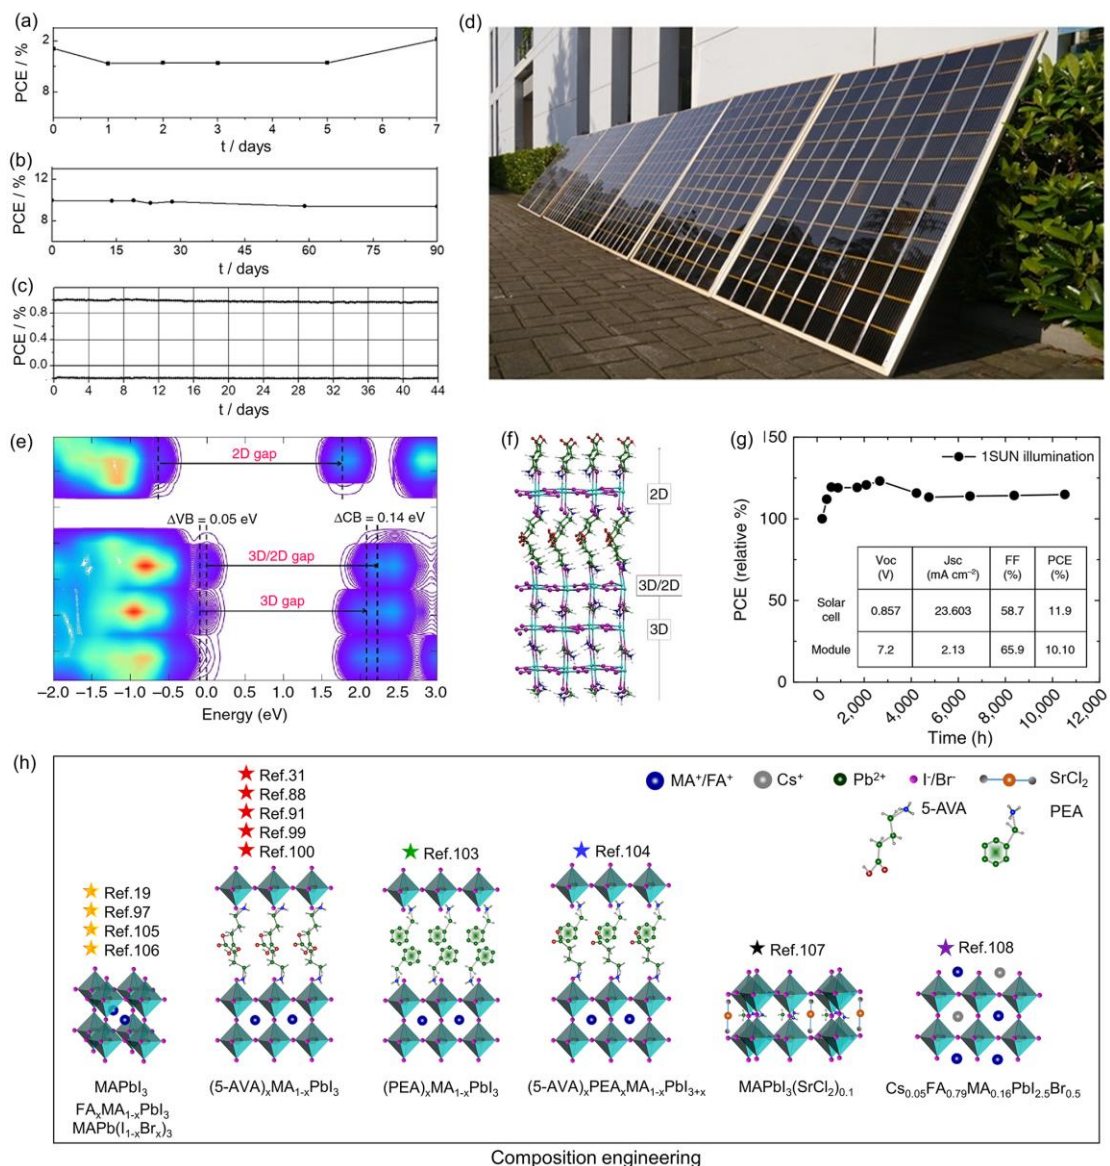 (a)
PCE / %
2
8
0 1 2 3 4 5 7
t / days
(b)
PCE / %
12
8
0 15 30 45 30 60 75 90
t / days
(c)
PCE / %
0.8
0.4
0.0
0 4 8 9 12 16 22 26 28 32 36 40 44
t / days
(d)
(e)
2D gap
ΔVB = 0.05 eV
ΔCB = 0.14 eV
3D/2D gap
3D gap
−2.0 −1.5 −1.0 −0.5 0.0 0.5 1.0 1.5 2.0 2.5 3.0
Energy (eV)
(f)
2D
3D/2D
3D
(g)
PCE (relative %)
150
100
50
0
1SUN illumination
Voc (V) Jsc (mA cm⁻²) FF (%) PCE (%)
Solar cell 0.857 23.603 58.7 11.9
Module 7.2 2.13 65.9 10.10
0 2,000 4,000 6,000 8,000 10,000 12,000
Time (h)
(h)
MA⁺/FA⁺ Cs⁺ Pb²⁺ I⁻/Br⁻ SrCl₂
5-AVA PEA
Ref.19
Ref.97
Ref.105
Ref.106
MAPbI₃
FAₓMA₁₋ₓPbI₃
MAPb(I₁₋ₓBrₓ)₃
Ref.31
Ref.88
Ref.91
Ref.99
Ref.100
(5-AVA)ₓMA₁₋ₓPbI₃
Ref.103
(PEA)ₓMA₁₋ₓPbI₃
Ref.104
(5-AVA)ₓPEAₓMA₁₋ₓPbI₃₊ₓ
Ref.107
MAPbI₃(SrCl₂)₀.₁
Ref.108
Cs₀.₀₅FA₀.₇₉MA₀.₁₆PbI₂.₅Br₀.₅
Composition engineering